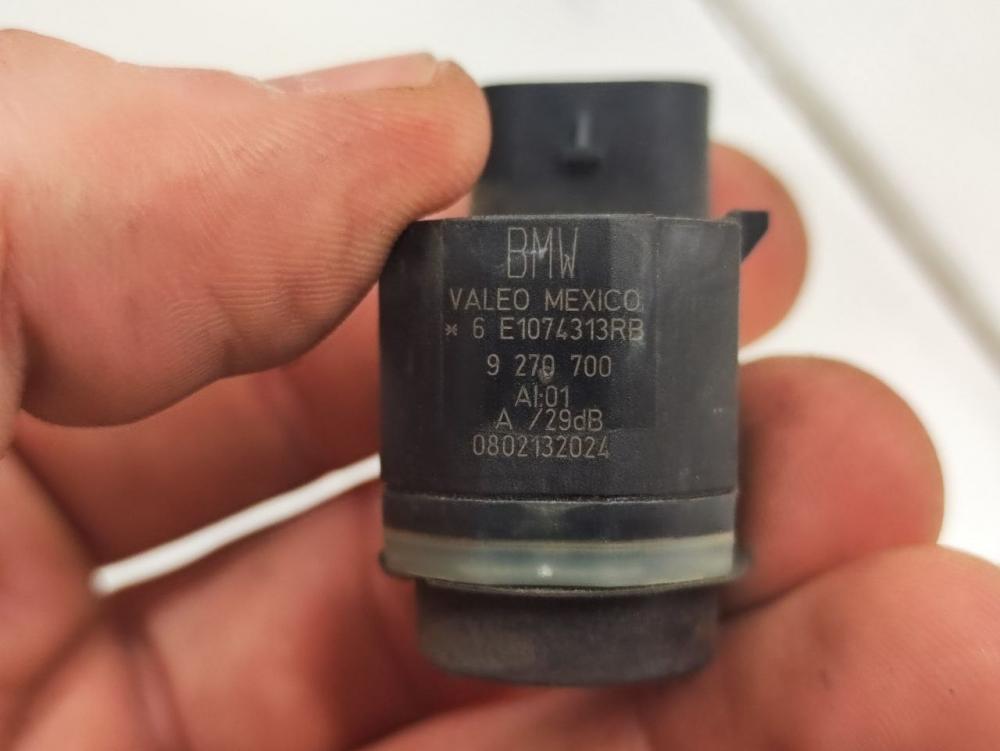 BMW
VALEO MEXICO
* 6 E1074313RB
9 270 700
AI:01
A /29dB
0802132024